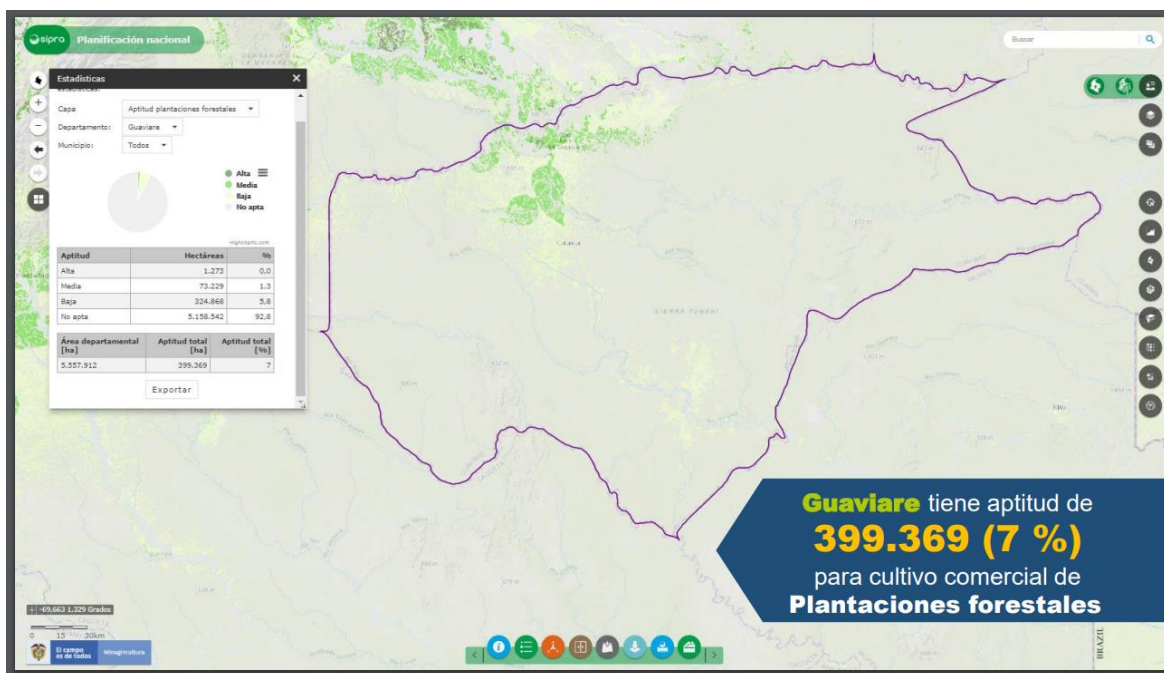 sipra Planificación nacional
Buscar
Estadísticas
estadísticas:
Capa Aptitud plantaciones forestales
Departamento: Guaviare
Municipio: Todos
Alta
Media
Baja
No apta
Highcharts.com
Aptitud Hectáreas %
Alta 1.273 0,0
Media 73.229 1,3
Baja 324.868 5,8
No apta 5.158.542 92,8
Área departamental [ha] Aptitud total [ha] Aptitud total [%]
5.557.912 399.369 7
Exportar
Calamar
SIERRA TUNAHI
Mitu
Guaviare tiene aptitud de
399.369 (7 %)
para cultivo comercial de
Plantaciones forestales
-69,663 1,329 Grados
0 15 30km
El campo
es de todos
Minagricultura
BRAZIL